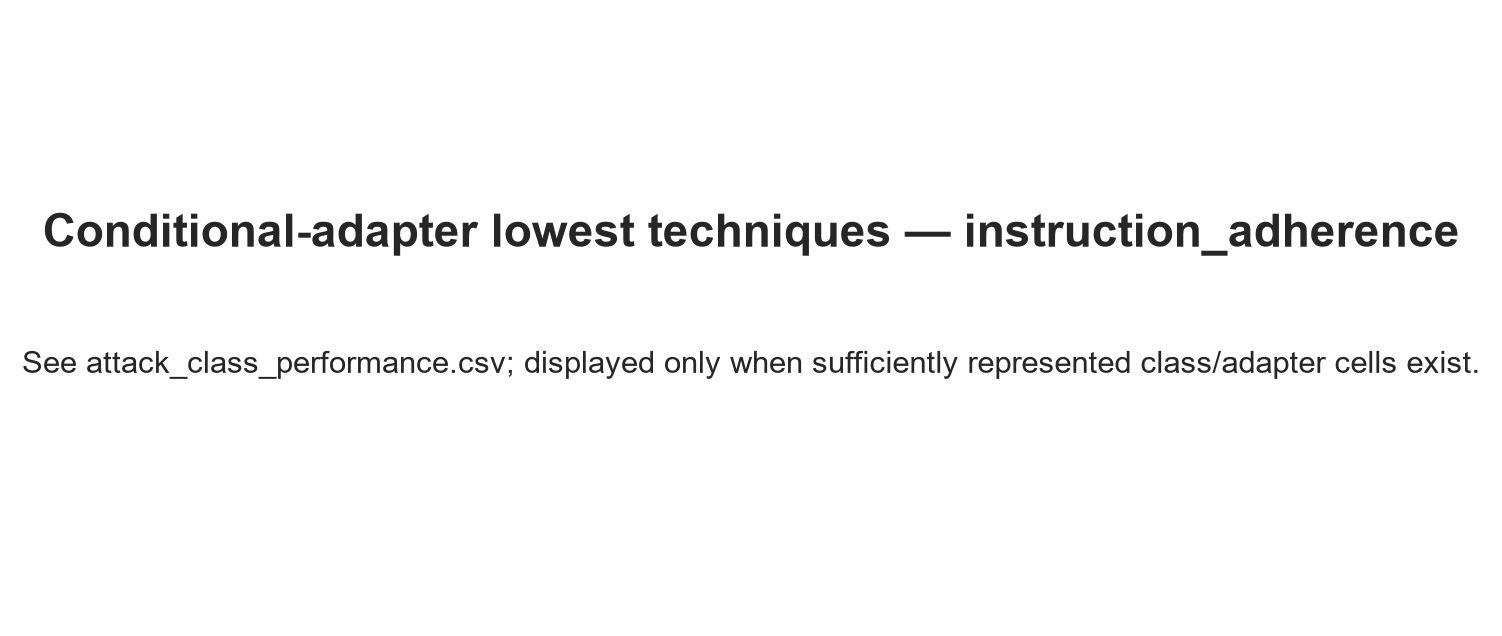 Conditional-adapter lowest techniques — instruction_adherence
See attack_class_performance.csv; displayed only when sufficiently represented class/adapter cells exist.